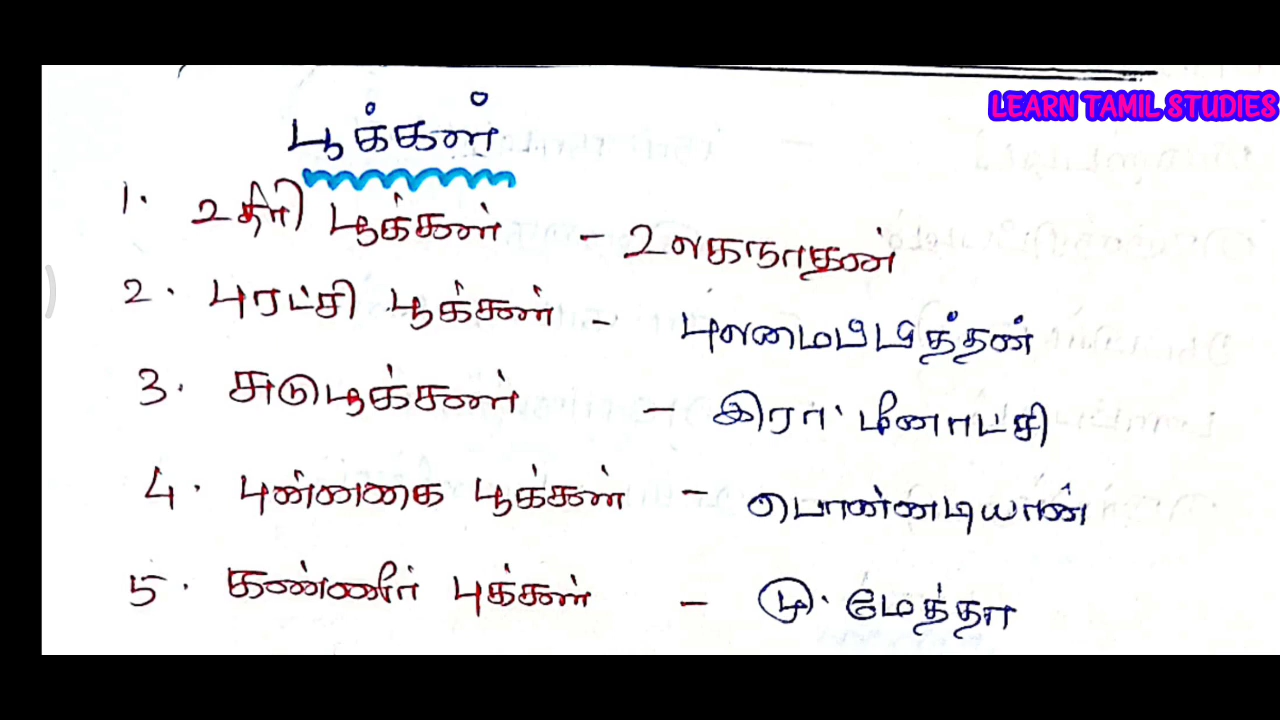 LEARN TAMIL STUDIES
பூக்கள்
1. உதிரி பூக்கள் - உலகநாதன்
2. புரட்சி பூக்கள் - புலமைபிபித்தன்
3. சுடுபூக்கள் - இரா. மீனாட்சி
4. புன்னகை பூக்கள் - பொன்னடியான்
5. கண்ணீர் புக்கள் - மு. மேத்தா